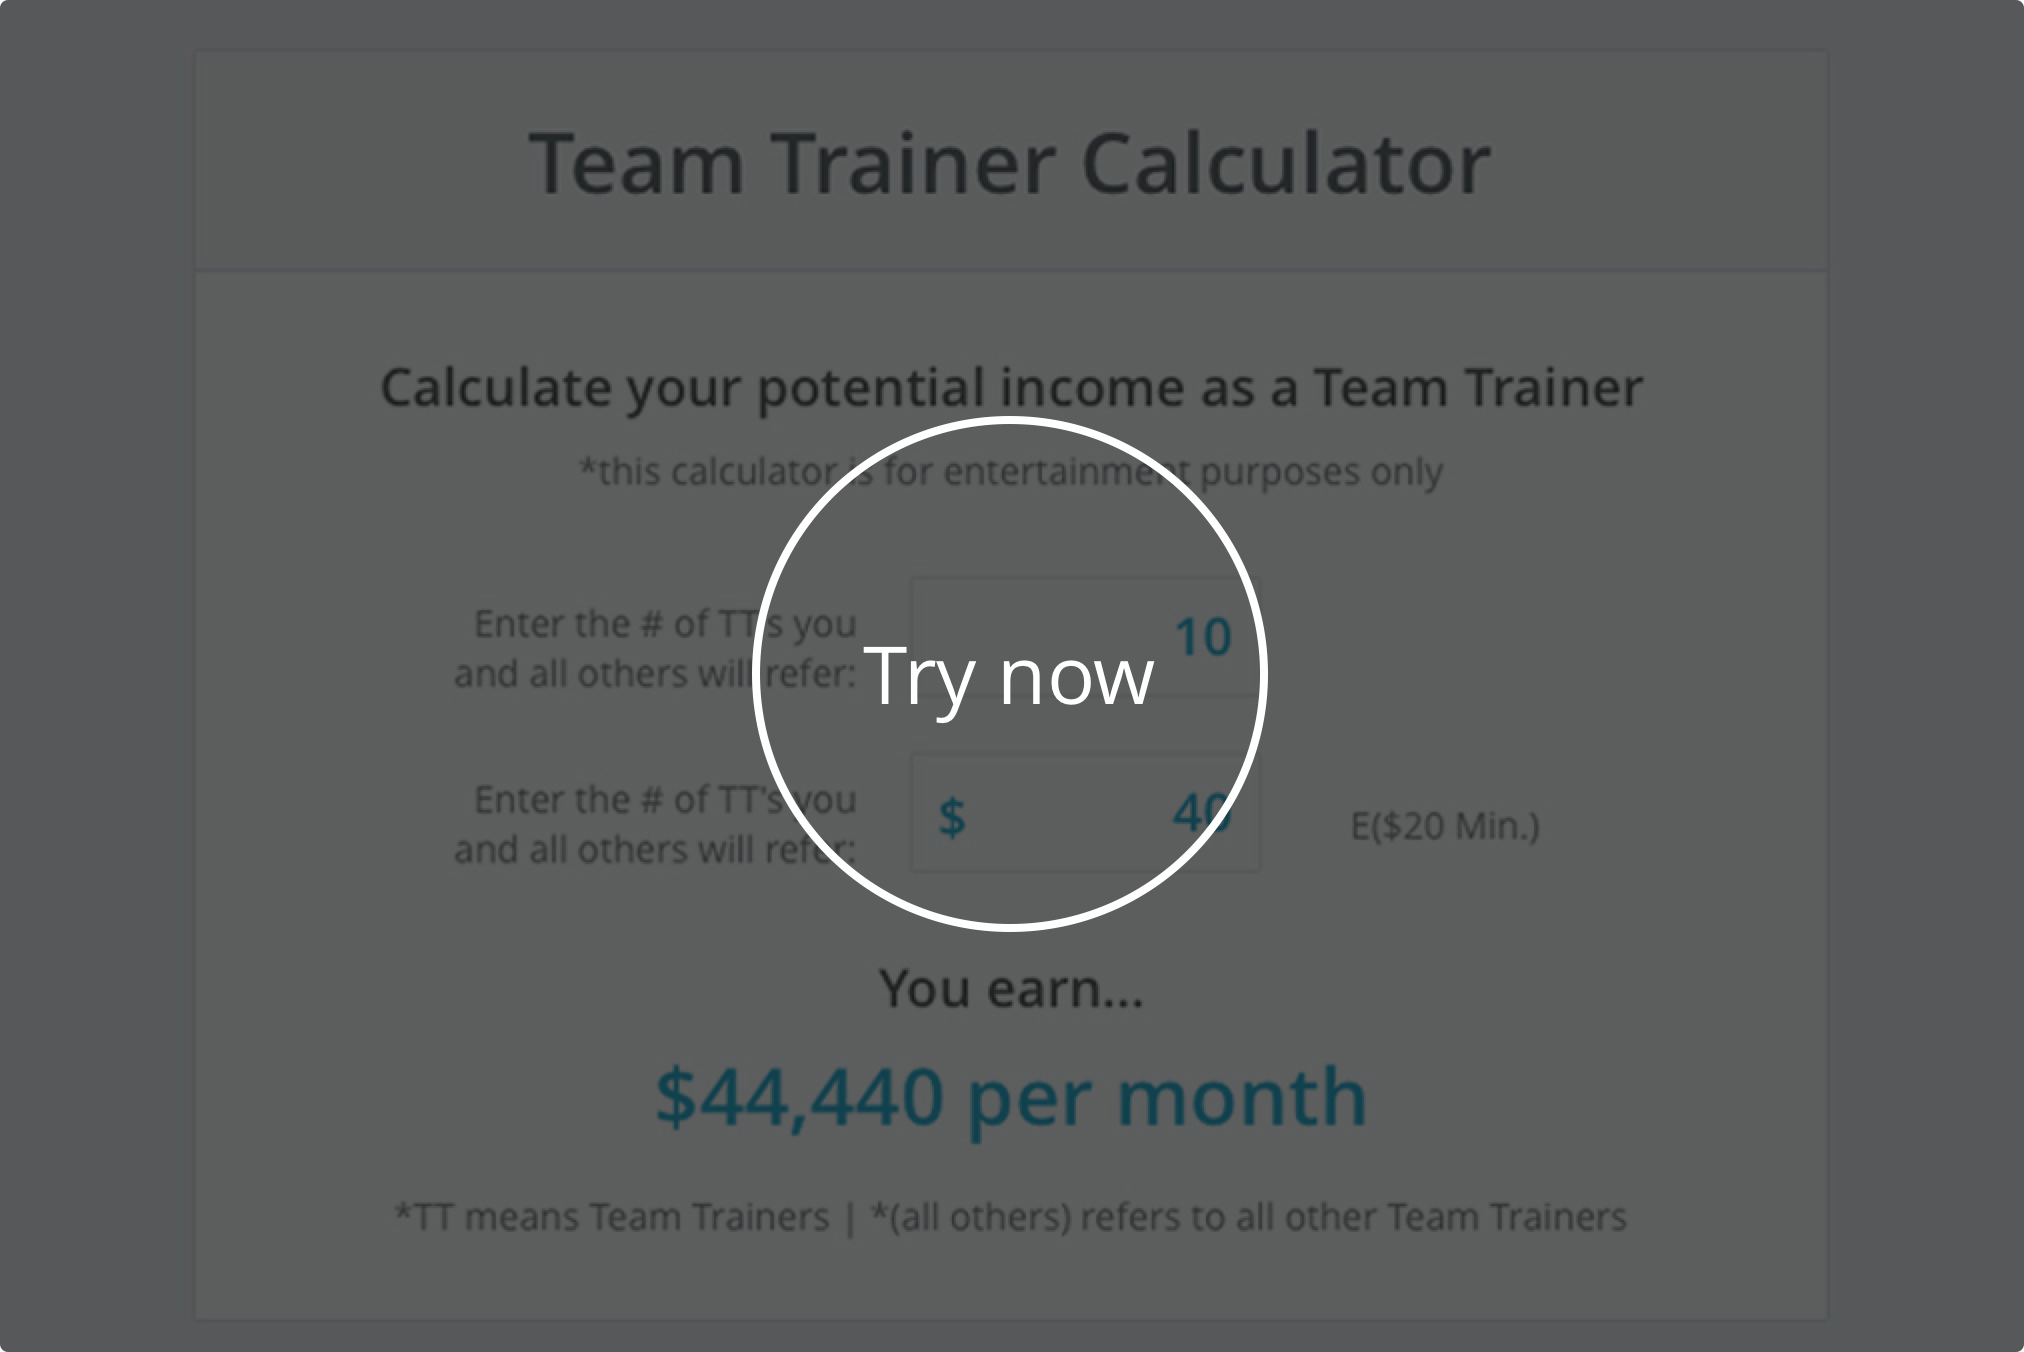 Team Trainer Calculator
Calculate your potential income as a Team Trainer
*this calculator is for entertainment purposes only
Enter the # of TT's you
and all others will refer:
10
Try now
Enter the # of TT's you
and all others will refer:
$ 40 E($20 Min.)
You earn...
$44,440 per month
*TT means Team Trainers | *(all others) refers to all other Team Trainers